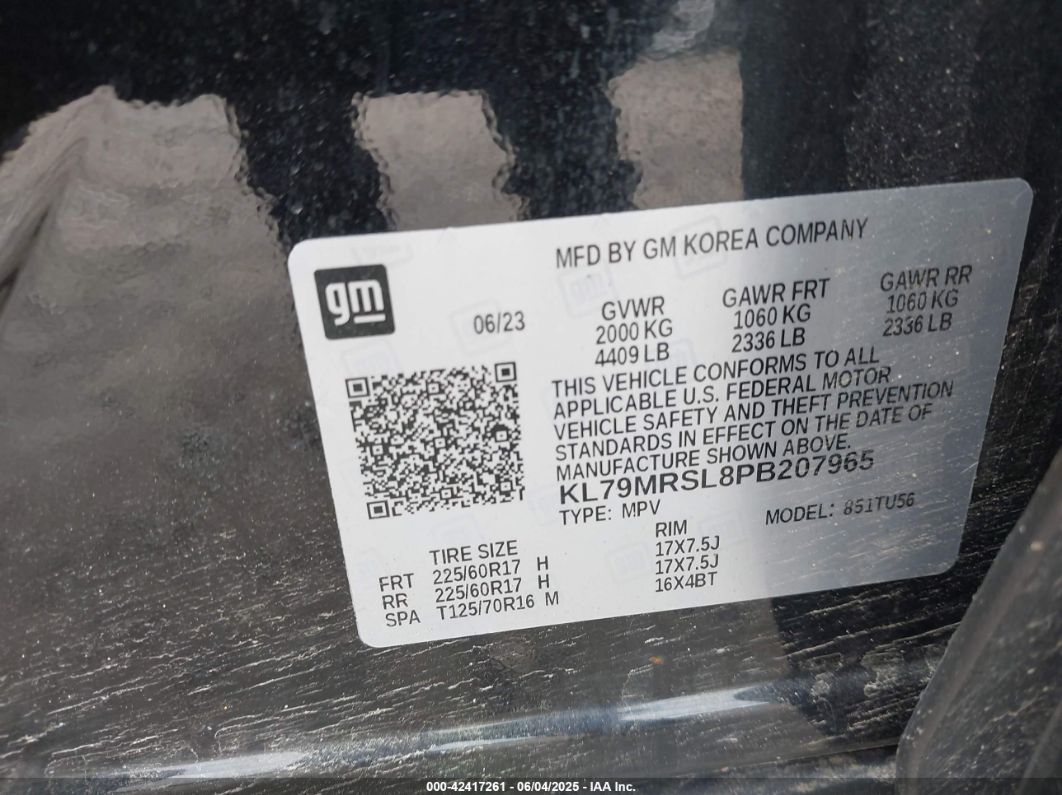 MFD BY GM KOREA COMPANY
gm
06/23
GVWR GAWR FRT GAWR RR
2000 KG 1060 KG 1060 KG
4409 LB 2336 LB 2336 LB
THIS VEHICLE CONFORMS TO ALL
APPLICABLE U.S. FEDERAL MOTOR
VEHICLE SAFETY AND THEFT PREVENTION
STANDARDS IN EFFECT ON THE DATE OF
MANUFACTURE SHOWN ABOVE.
KL79MRSL8PB207965
TYPE: MPV MODEL: 851TU56
TIRE SIZE RIM
FRT 225/60R17 H 17X7.5J
RR 225/60R17 H 17X7.5J
SPA T125/70R16 M 16X4BT
000-42417261 - 06/04/2025 - IAA Inc.